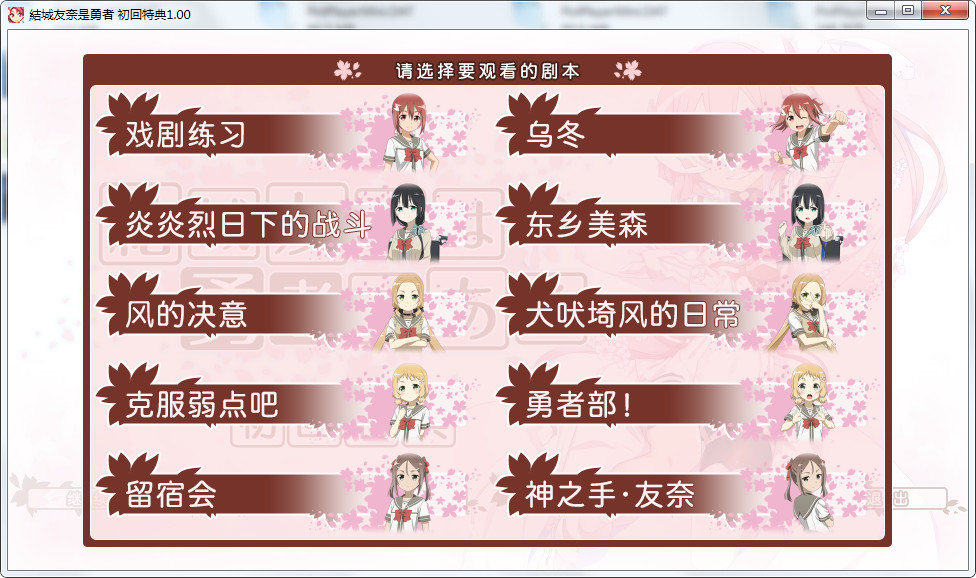 結城友奈是勇者 初回特典1.00
请选择要观看的剧本
戏剧练习
乌冬
炎炎烈日下的战斗
东乡美森
风的决意
犬吠埼风的日常
克服弱点吧
勇者部!
留宿会
神之手·友奈